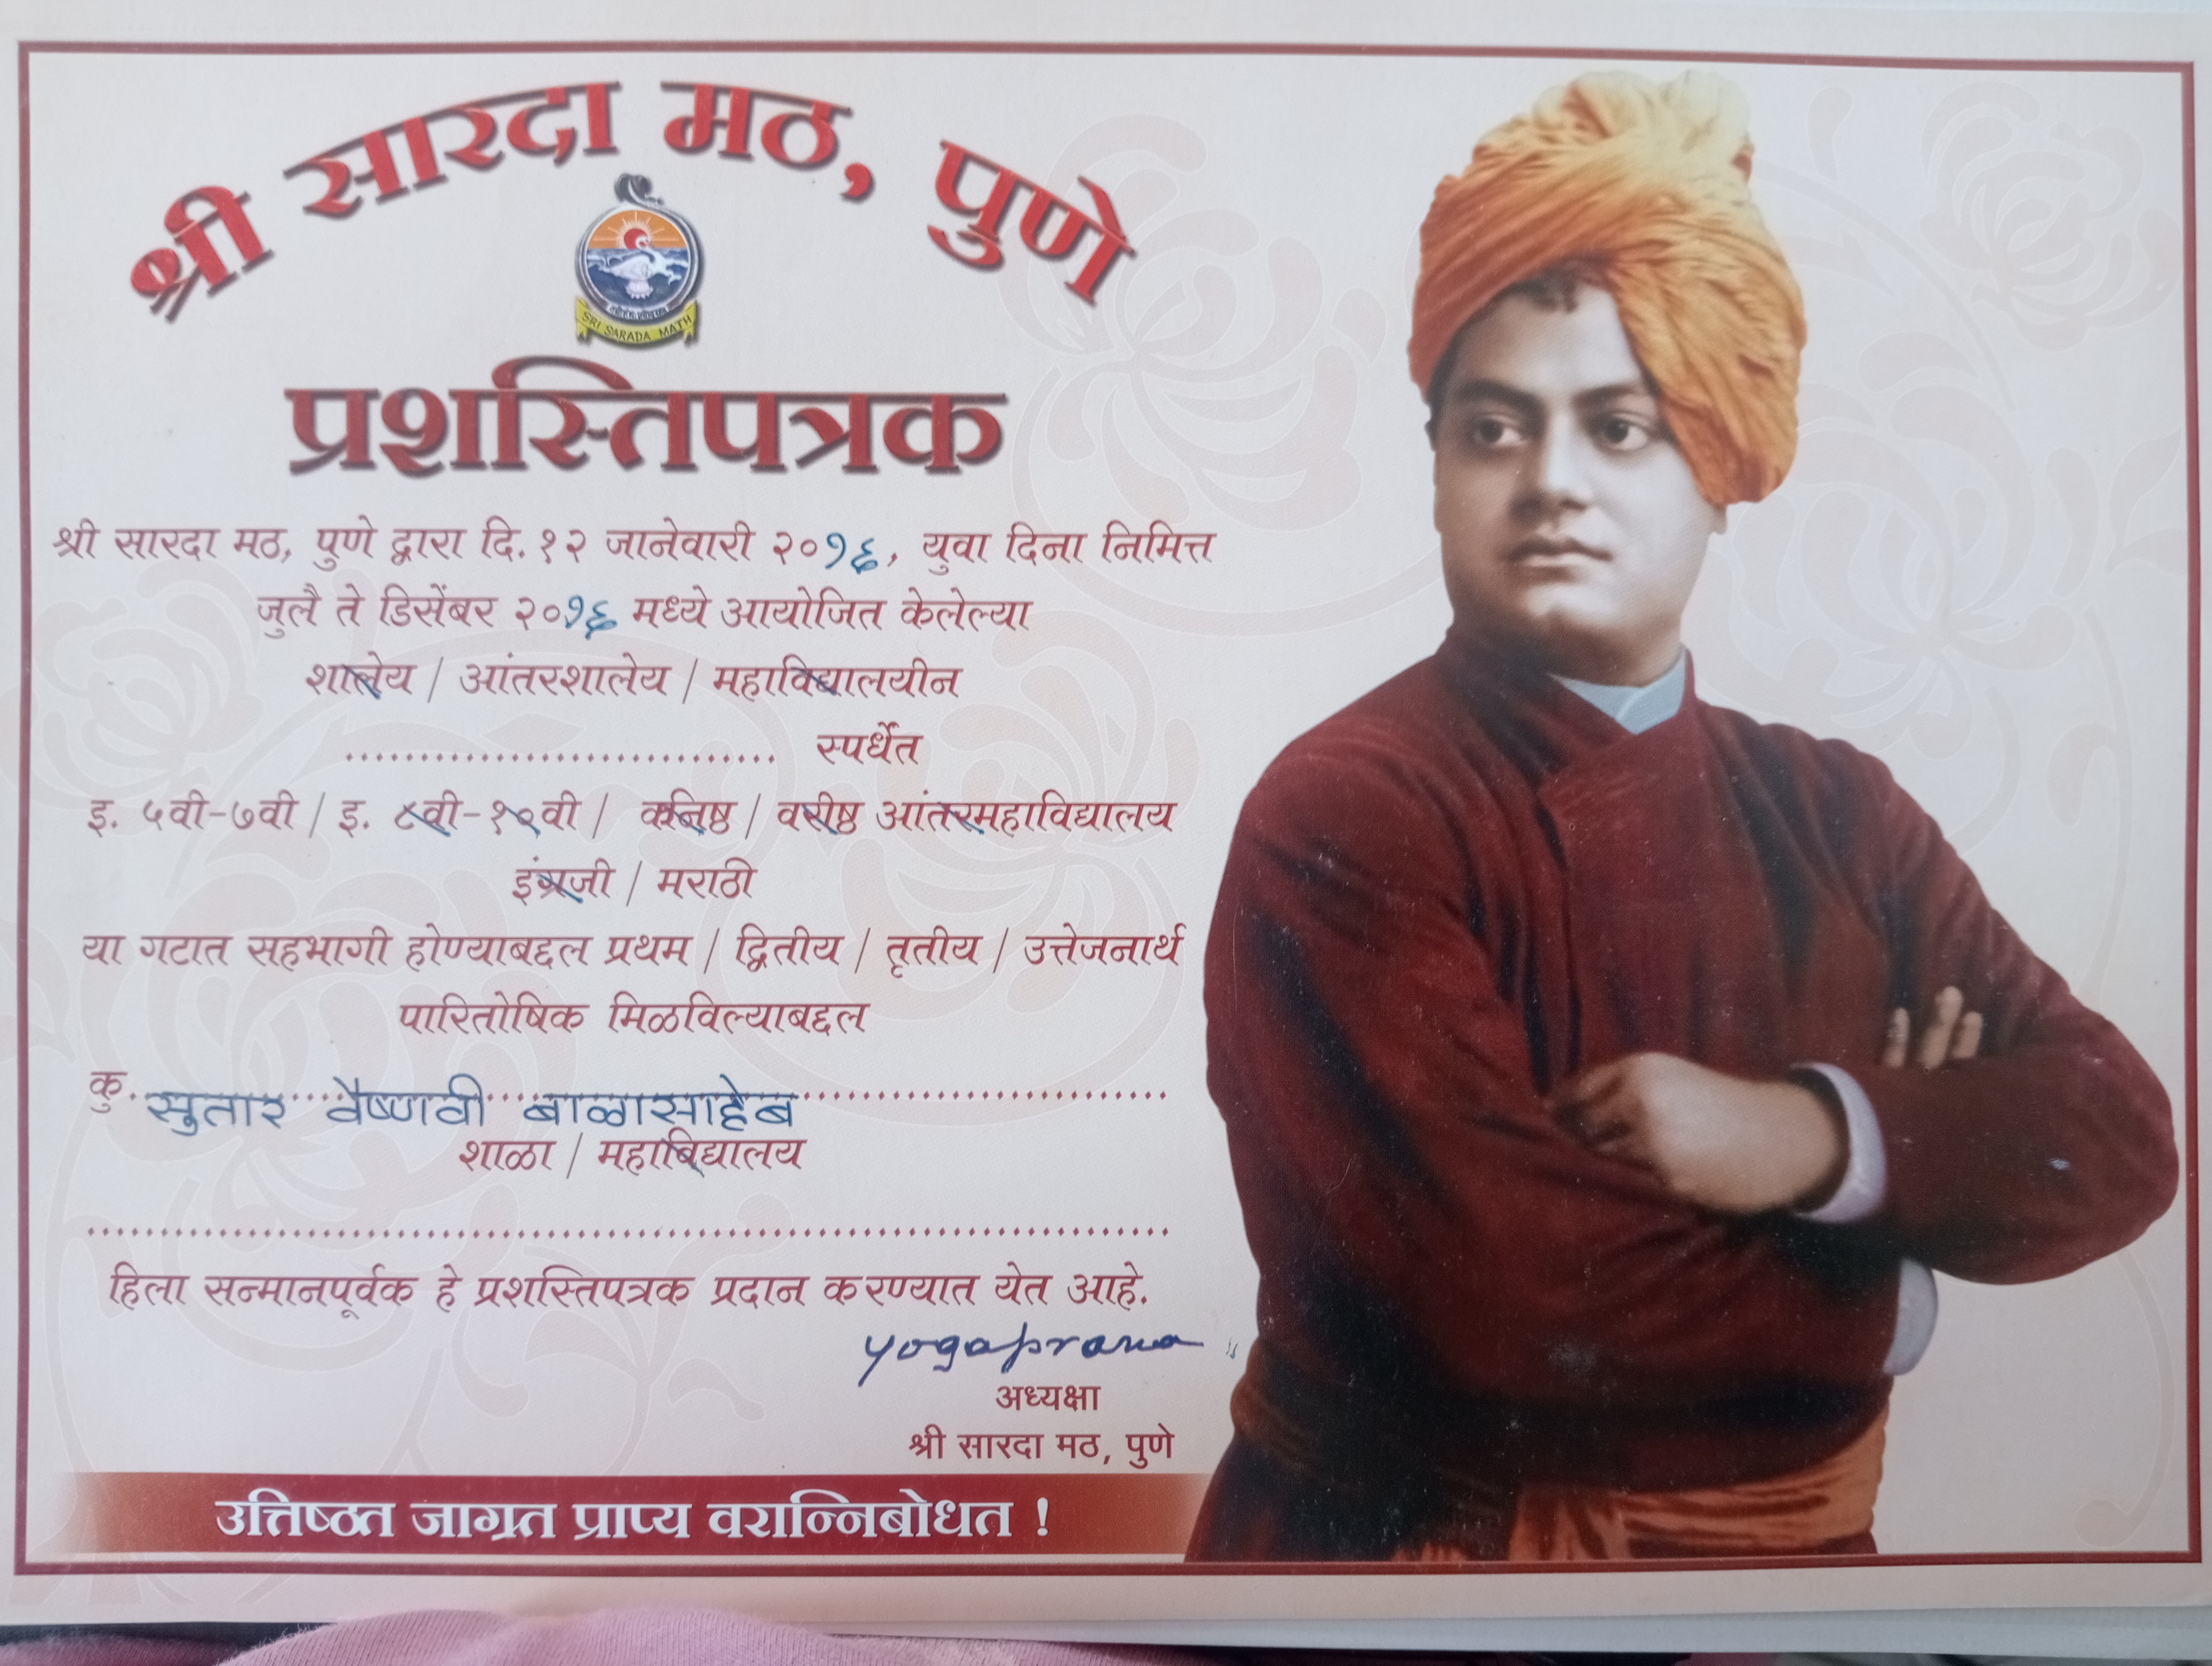 श्री सारदा मठ, पुणे
SRI SARADA MATH
प्रशस्तिपत्रक
श्री सारदा मठ, पुणे द्वारा दि. १२ जानेवारी २०१६, युवा दिना निमित्त
जुलै ते डिसेंबर २०१६ मध्ये आयोजित केलेल्या
शालेय / आंतरशालेय / महाविद्यालयीन
.............................. स्पर्धेत
इ. ५वी-७वी / इ. ८वी-१०वी / कनिष्ठ / वरीष्ठ आंतरमहाविद्यालय
इंग्रजी / मराठी
या गटात सहभागी होण्याबद्दल प्रथम / द्वितीय / तृतीय / उत्तेजनार्थ
पारितोषिक मिळविल्याबद्दल
कु. सुतार वैष्णवी बाळासाहेब
शाळा / महाविद्यालय
हिला सन्मानपूर्वक हे प्रशस्तिपत्रक प्रदान करण्यात येत आहे.
yogaprana
अध्यक्षा
श्री सारदा मठ, पुणे
उत्तिष्ठत जाग्रत प्राप्य वरान्निबोधत !